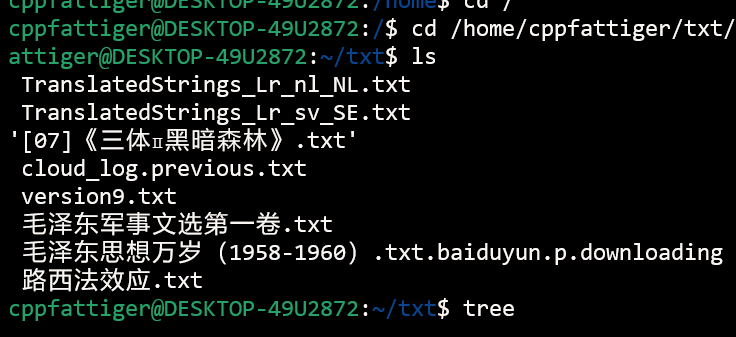 cppfattiger@DESKTOP-49U2872:/home$ cd /
cppfattiger@DESKTOP-49U2872:/$ cd /home/cppfattiger/txt/
attiger@DESKTOP-49U2872:~/txt$ ls
TranslatedStrings_Lr_nl_NL.txt
TranslatedStrings_Lr_sv_SE.txt
'[07]《三体Ⅱ黑暗森林》.txt'
cloud_log.previous.txt
version9.txt
毛泽东军事文选第一卷.txt
毛泽东思想万岁（1958-1960）.txt.baiduyun.p.downloading
路西法效应.txt
cppfattiger@DESKTOP-49U2872:~/txt$ tree